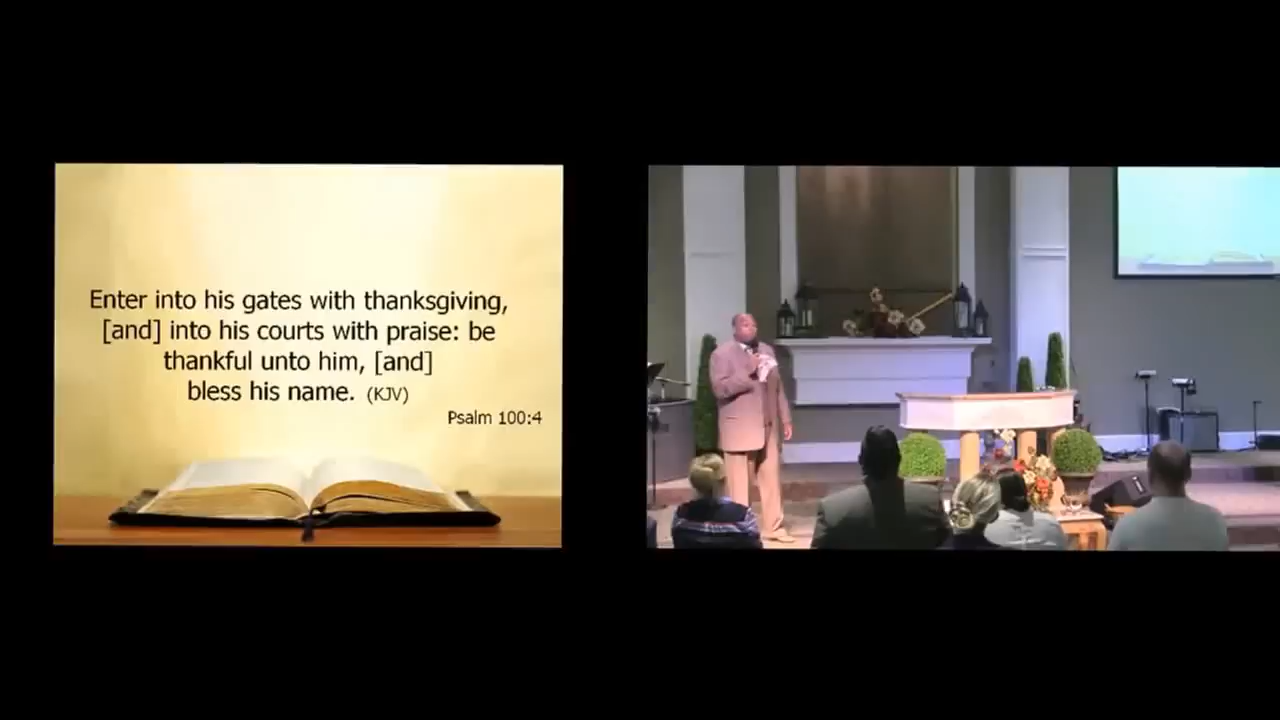 Enter into his gates with thanksgiving,
[and] into his courts with praise: be
thankful unto him, [and]
bless his name. (KJV)
Psalm 100:4